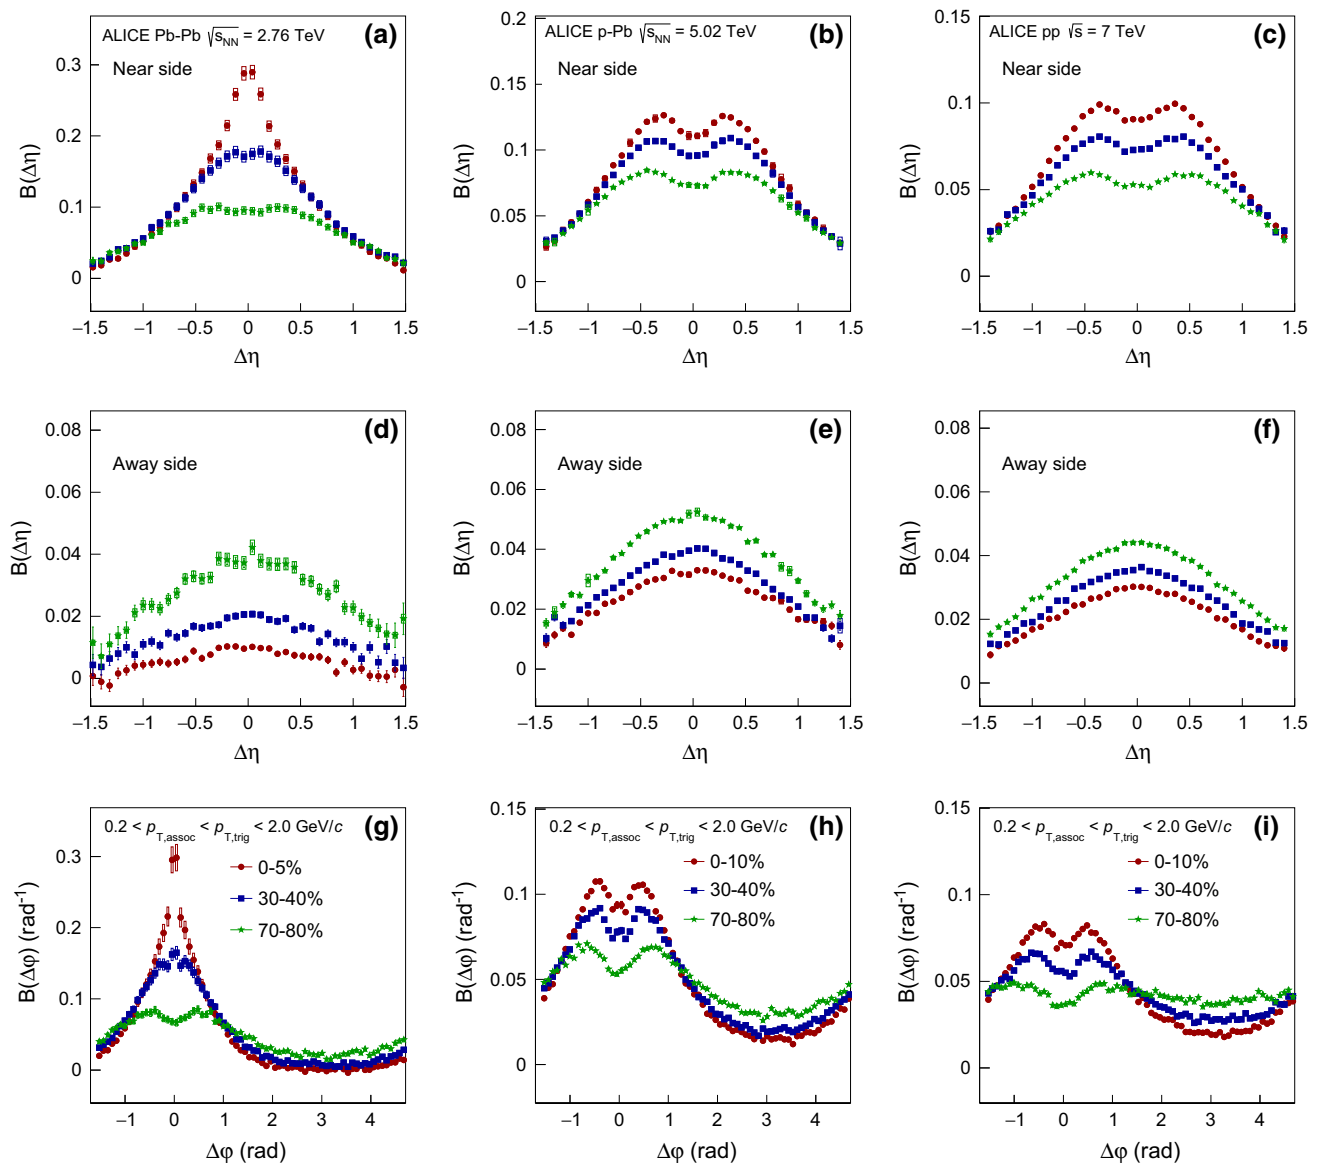 ALICE Pb-Pb √sNN = 2.76 TeV (a)
Near side
0.3
0.2
0.1
0
B(Δη)
−1.5 −1 −0.5 0 0.5 1 1.5
Δη
ALICE p-Pb √sNN = 5.02 TeV (b)
Near side
0.2
0.15
0.1
0.05
0
B(Δη)
−1.5 −1 −0.5 0 0.5 1 1.5
Δη
ALICE pp √s = 7 TeV (c)
Near side
0.15
0.1
0.05
0
B(Δη)
−1.5 −1 −0.5 0 0.5 1 1.5
Δη
(d)
Away side
0.08
0.06
0.04
0.02
0
B(Δη)
−1.5 −1 −0.5 0 0.5 1 1.5
Δη
(e)
Away side
0.08
0.06
0.04
0.02
0
B(Δη)
−1.5 −1 −0.5 0 0.5 1 1.5
Δη
(f)
Away side
0.08
0.06
0.04
0.02
0
B(Δη)
−1.5 −1 −0.5 0 0.5 1 1.5
Δη
0.2 < pT,assoc < pT,trig < 2.0 GeV/c (g)
0-5%
30-40%
70-80%
0.3
0.2
0.1
0
B(Δφ) (rad-1)
−1 0 1 2 3 4
Δφ (rad)
0.2 < pT,assoc < pT,trig < 2.0 GeV/c (h)
0-10%
30-40%
70-80%
0.15
0.1
0.05
0
B(Δφ) (rad-1)
−1 0 1 2 3 4
Δφ (rad)
0.2 < pT,assoc < pT,trig < 2.0 GeV/c (i)
0-10%
30-40%
70-80%
0.15
0.1
0.05
0
B(Δφ) (rad-1)
−1 0 1 2 3 4
Δφ (rad)